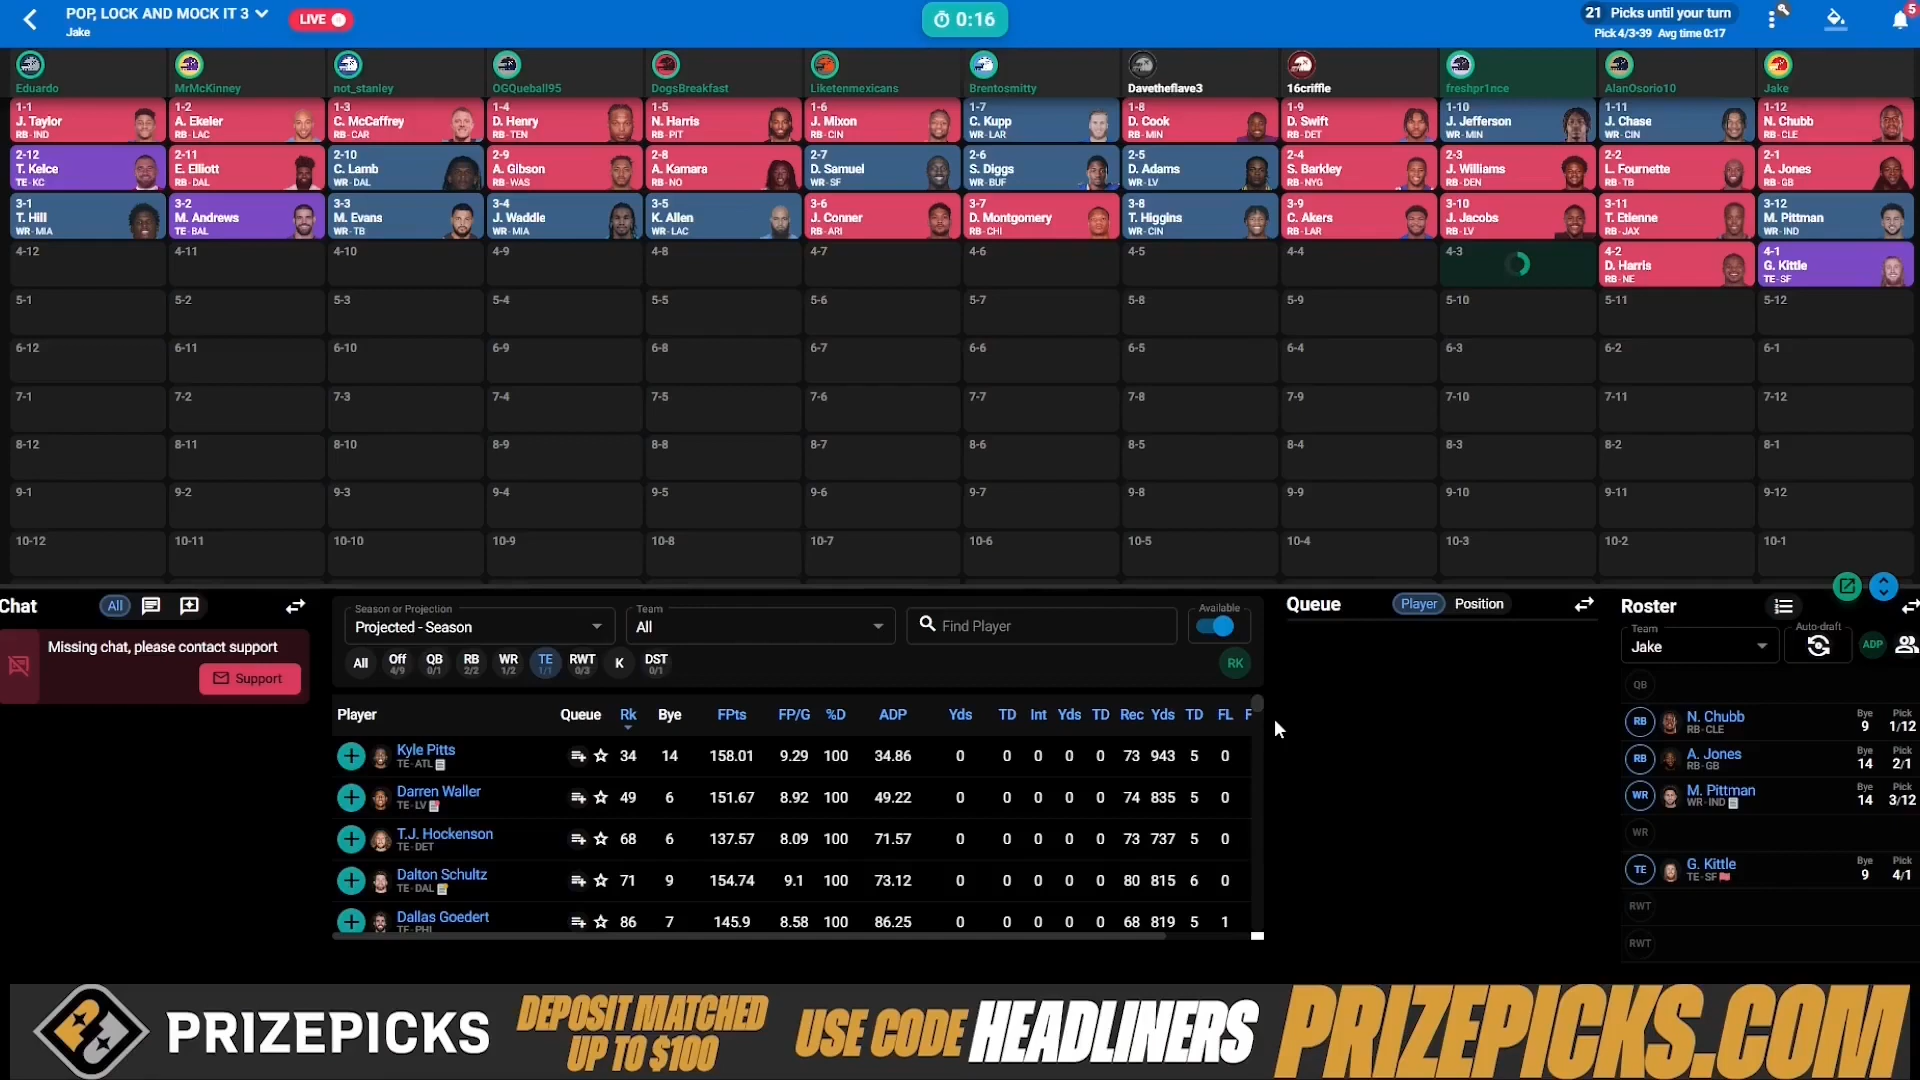 POP, LOCK AND MOCK IT 3
Jake
LIVE
0:16
21 Picks until your turn
Pick 4/3•39 Avg time 0:17
5
Eduardo MrMcKinney not_stanley OGQueball95 DogsBreakfast Liketenmexicans Brentosmitty Davetheflave3 16criffle freshpr1nce AlanOsorio10 Jake
1-1 1-2 1-3 1-4 1-5 1-6 1-7 1-8 1-9 1-10 1-11 1-12
J. Taylor A. Ekeler C. McCaffrey D. Henry N. Harris J. Mixon C. Kupp D. Cook D. Swift J. Jefferson J. Chase N. Chubb
RB - IND RB - LAC RB - CAR RB - TEN RB - PIT RB - CIN WR - LAR RB - MIN RB - DET WR - MIN WR - CIN RB - CLE
2-12 2-11 2-10 2-9 2-8 2-7 2-6 2-5 2-4 2-3 2-2 2-1
T. Kelce E. Elliott C. Lamb A. Gibson A. Kamara D. Samuel S. Diggs D. Adams S. Barkley J. Williams L. Fournette A. Jones
TE - KC RB - DAL WR - DAL RB - WAS RB - NO WR - SF WR - BUF WR - LV RB - NYG RB - DEN RB - TB RB - GB
3-1 3-2 3-3 3-4 3-5 3-6 3-7 3-8 3-9 3-10 3-11 3-12
T. Hill M. Andrews M. Evans J. Waddle K. Allen J. Conner D. Montgomery T. Higgins C. Akers J. Jacobs T. Etienne M. Pittman
WR - MIA TE - BAL WR - TB WR - MIA WR - LAC RB - ARI RB - CHI WR - CIN RB - LAR RB - LV RB - JAX WR - IND
4-12 4-11 4-10 4-9 4-8 4-7 4-6 4-5 4-4 4-3 4-2 4-1
D. Harris G. Kittle
RB - NE TE - SF
5-1 5-2 5-3 5-4 5-5 5-6 5-7 5-8 5-9 5-10 5-11 5-12
6-12 6-11 6-10 6-9 6-8 6-7 6-6 6-5 6-4 6-3 6-2 6-1
7-1 7-2 7-3 7-4 7-5 7-6 7-7 7-8 7-9 7-10 7-11 7-12
8-12 8-11 8-10 8-9 8-8 8-7 8-6 8-5 8-4 8-3 8-2 8-1
9-1 9-2 9-3 9-4 9-5 9-6 9-7 9-8 9-9 9-10 9-11 9-12
10-12 10-11 10-10 10-9 10-8 10-7 10-6 10-5 10-4 10-3 10-2 10-1
Chat
All
Missing chat, please contact support
Support
Season or Projection
Projected - Season
Team
All
Find Player
Available
All Off QB RB WR TE RWT K DST
4/9 0/1 2/2 1/2 1/1 0/3 0/1
RK
Player Queue Rk Bye FPts FP/G %D ADP Yds TD Int Yds TD Rec Yds TD FL F
Kyle Pitts 34 14 158.01 9.29 100 34.86 0 0 0 0 0 73 943 5 0
TE - ATL
Darren Waller 49 6 151.67 8.92 100 49.22 0 0 0 0 0 74 835 5 0
TE - LV
T.J. Hockenson 68 6 137.57 8.09 100 71.57 0 0 0 0 0 73 737 5 0
TE - DET
Dalton Schultz 71 9 154.74 9.1 100 73.12 0 0 0 0 0 80 815 6 0
TE - DAL
Dallas Goedert 86 7 145.9 8.58 100 86.25 0 0 0 0 0 68 819 5 1
TE - PHI
Queue
Player Position
Roster
Team
Jake
Auto-draft
ADP
QB
RB N. Chubb Bye 9 Pick 1/12
RB - CLE
RB A. Jones Bye 14 Pick 2/1
RB - GB
WR M. Pittman Bye 14 Pick 3/12
WR - IND
WR
TE G. Kittle Bye 9 Pick 4/1
TE - SF
RWT
RWT
PRIZEPICKS
DEPOSIT MATCHED
UP TO $100
USE CODE HEADLINERS
PRIZEPICKS.COM